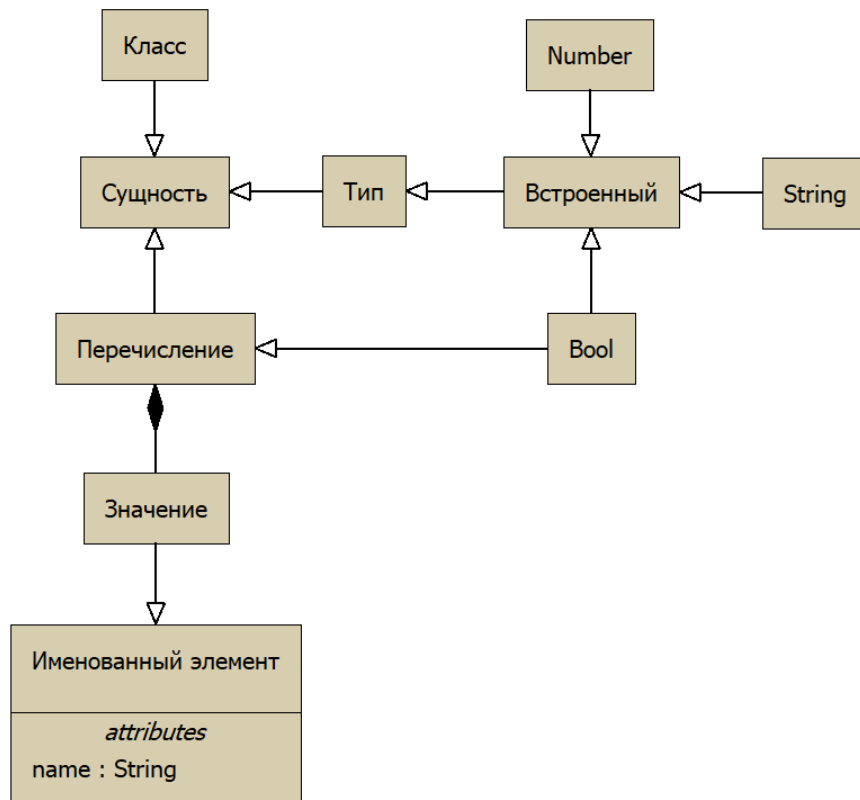 Класс
Number
Сущность
Тип
Встроенный
String
Перечисление
Bool
Значение
Именованный элемент
attributes
name : String